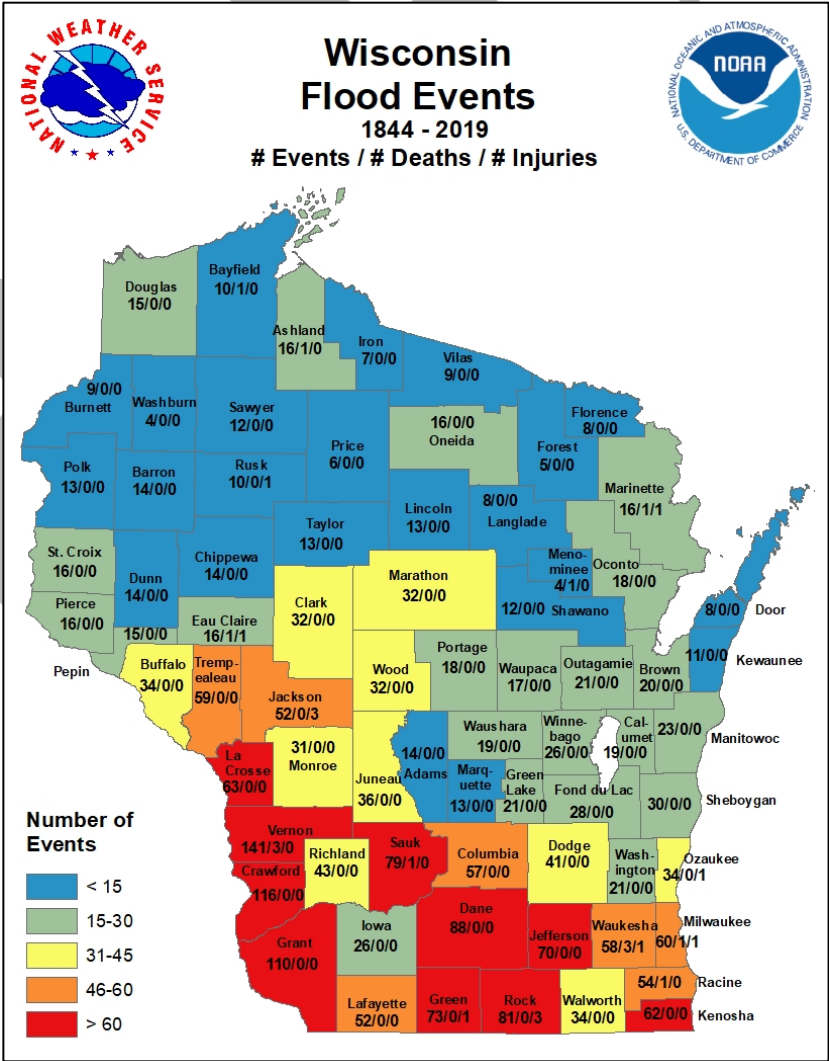 NATIONAL WEATHER SERVICE
Wisconsin
Flood Events
1844 - 2019
# Events / # Deaths / # Injuries
NATIONAL OCEANIC AND ATMOSPHERIC ADMINISTRATION
NOAA
U.S. DEPARTMENT OF COMMERCE
Douglas
15/0/0
Bayfield
10/1/0
Ashland
16/1/0
Iron
7/0/0
Vilas
9/0/0
9/0/0
Burnett
Washburn
4/0/0
Sawyer
12/0/0
Price
6/0/0
16/0/0
Oneida
Forest
5/0/0
Florence
8/0/0
Marinette
16/1/1
Polk
13/0/0
Barron
14/0/0
Rusk
10/0/1
Taylor
13/0/0
Lincoln
13/0/0
8/0/0
Langlade
Meno-
minee
4/1/0
Oconto
18/0/0
St. Croix
16/0/0
Dunn
14/0/0
Chippewa
14/0/0
Clark
32/0/0
Marathon
32/0/0
12/0/0
Shawano
8/0/0
Door
Pierce
16/0/0
15/0/0
Pepin
Eau Claire
16/1/1
Buffalo
34/0/0
Tremp-
ealeau
59/0/0
Jackson
52/0/3
Wood
32/0/0
Portage
18/0/0
Waupaca
17/0/0
Outagamie
21/0/0
Brown
20/0/0
11/0/0
Kewaunee
La
Crosse
63/0/0
31/0/0
Monroe
Juneau
36/0/0
14/0/0
Adams
Waushara
19/0/0
Winne-
bago
26/0/0
Cal-
umet
19/0/0
23/0/0
Manitowoc
Marq-
uette
13/0/0
Green
Lake
21/0/0
Fond du Lac
28/0/0
30/0/0
Sheboygan
Vernon
141/3/0
Crawford
116/0/0
Richland
43/0/0
Sauk
79/1/0
Columbia
57/0/0
Dodge
41/0/0
Wash-
ington
21/0/0
Ozaukee
34/0/1
Grant
110/0/0
Iowa
26/0/0
Dane
88/0/0
Jefferson
70/0/0
Waukesha
58/3/1
Milwaukee
60/1/1
Lafayette
52/0/0
Green
73/0/1
Rock
81/0/3
Walworth
34/0/0
54/1/0
Racine
62/0/0
Kenosha
Number of
Events
< 15
15-30
31-45
46-60
> 60